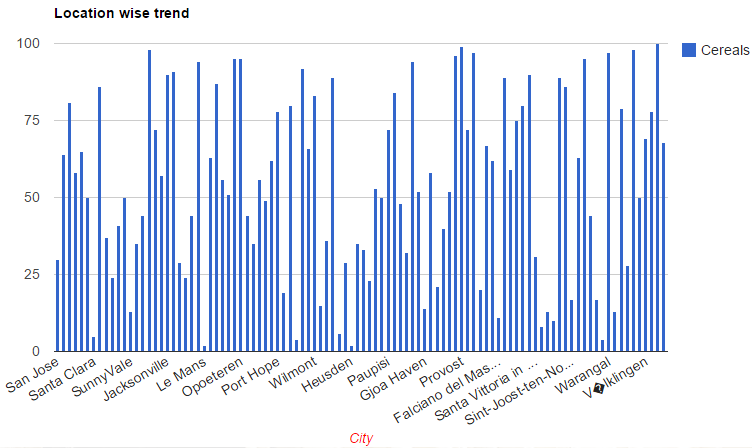 Location wise trend
Cereals
100
75
50
25
0
San Jose
Santa Clara
SunnyVale
Jacksonville
Le Mans
Opoeteren
Port Hope
Wilmont
Heusden
Paupisi
Gjoa Haven
Provost
Falciano del Mas...
Santa Vittoria in ...
Sint-Joost-ten-No...
Warangal
V�lklingen
City